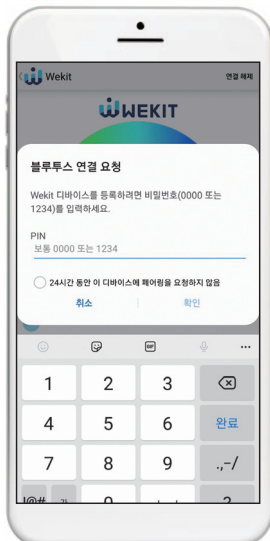 Wekit
연결 해제
WEKIT
블루투스 연결 요청
Wekit 디바이스를 등록하려면 비밀번호(0000 또는
1234)를 입력하세요.
PIN
보통 0000 또는 1234
24시간 동안 이 디바이스에 페어링을 요청하지 않음
취소 확인
GIF
1 2 3
4 5 6 완료
7 8 9 .,-/